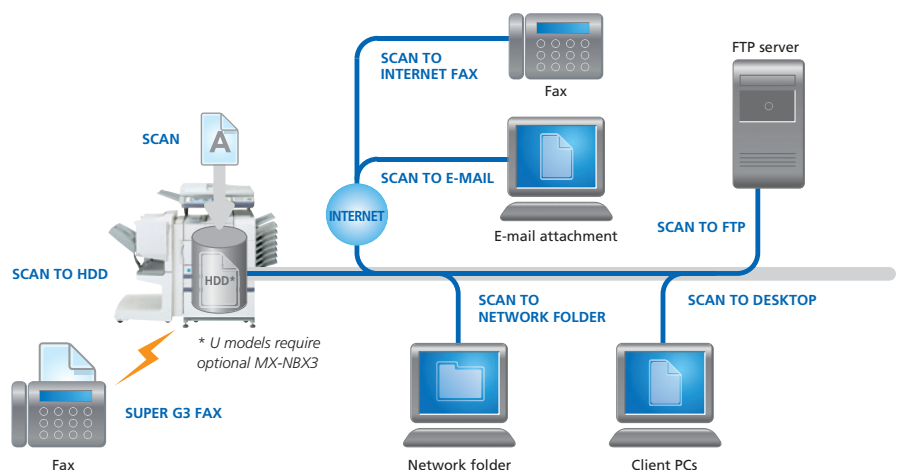 SCAN TO
INTERNET FAX
Fax
FTP server
SCAN
A
SCAN TO E-MAIL
INTERNET
E-mail attachment
SCAN TO FTP
SCAN TO HDD
HDD*
SCAN TO
NETWORK FOLDER
SCAN TO DESKTOP
* U models require
optional MX-NBX3
SUPER G3 FAX
Fax
Network folder
Client PCs